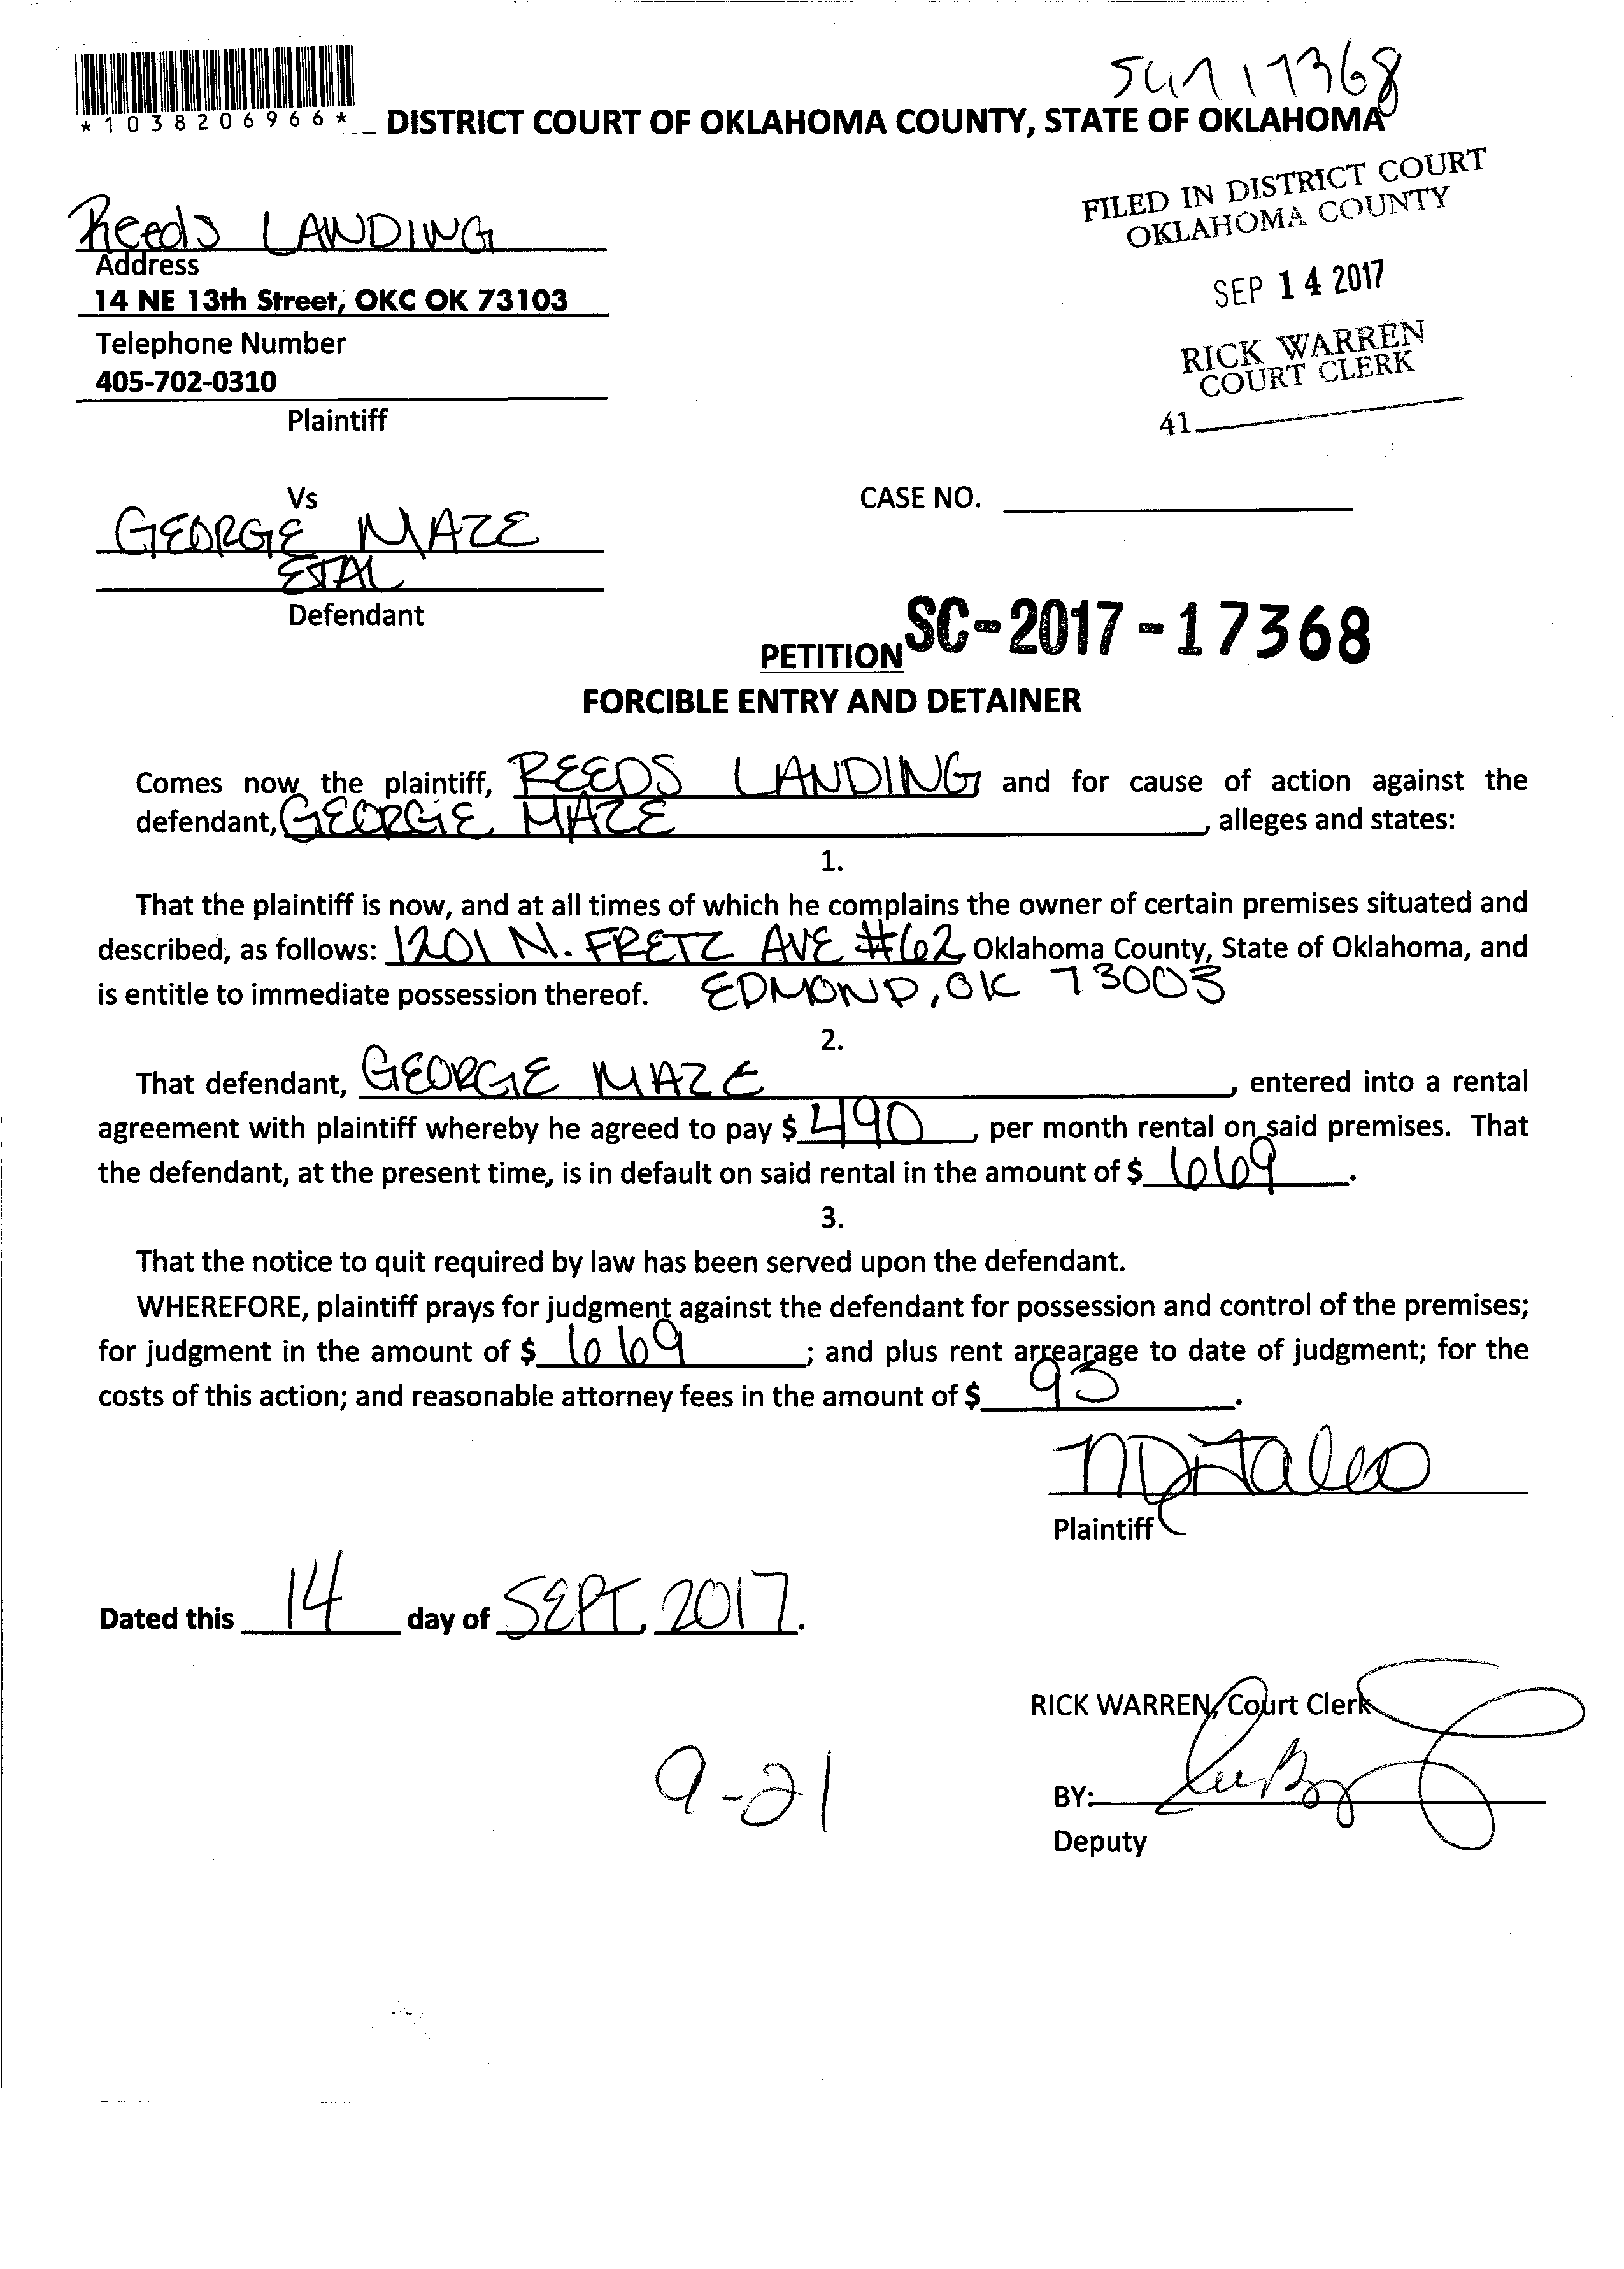 SC17 17368
*1038206966*
DISTRICT COURT OF OKLAHOMA COUNTY, STATE OF OKLAHOMA
FILED IN DISTRICT COURT
OKLAHOMA COUNTY
SEP 14 2017
RICK WARREN
COURT CLERK
41
Reeds LANDING
Address
14 NE 13th Street, OKC OK 73103
Telephone Number
405-702-0310
Plaintiff
Vs
CASE NO.
GEORGE MAZE
ETAL
Defendant
SC-2017-17368
PETITION
FORCIBLE ENTRY AND DETAINER
Comes now the plaintiff, REEDS LANDING and for cause of action against the
defendant, GEORGE MAZE, alleges and states:
1.
That the plaintiff is now, and at all times of which he complains the owner of certain premises situated and
described, as follows: 1201 N. FRETZ AVE #62 Oklahoma County, State of Oklahoma, and
is entitle to immediate possession thereof. EDMOND, OK 73003
2.
That defendant, GEORGE MAZE, entered into a rental
agreement with plaintiff whereby he agreed to pay $ 490, per month rental on said premises. That
the defendant, at the present time, is in default on said rental in the amount of $ 669.
3.
That the notice to quit required by law has been served upon the defendant.
WHEREFORE, plaintiff prays for judgment against the defendant for possession and control of the premises;
for judgment in the amount of $ 669; and plus rent arrearage to date of judgment; for the
costs of this action; and reasonable attorney fees in the amount of $ 93.
Plaintiff
Dated this 14 day of SEPT, 2017.
RICK WARREN, Court Clerk
9-21
BY:
Deputy